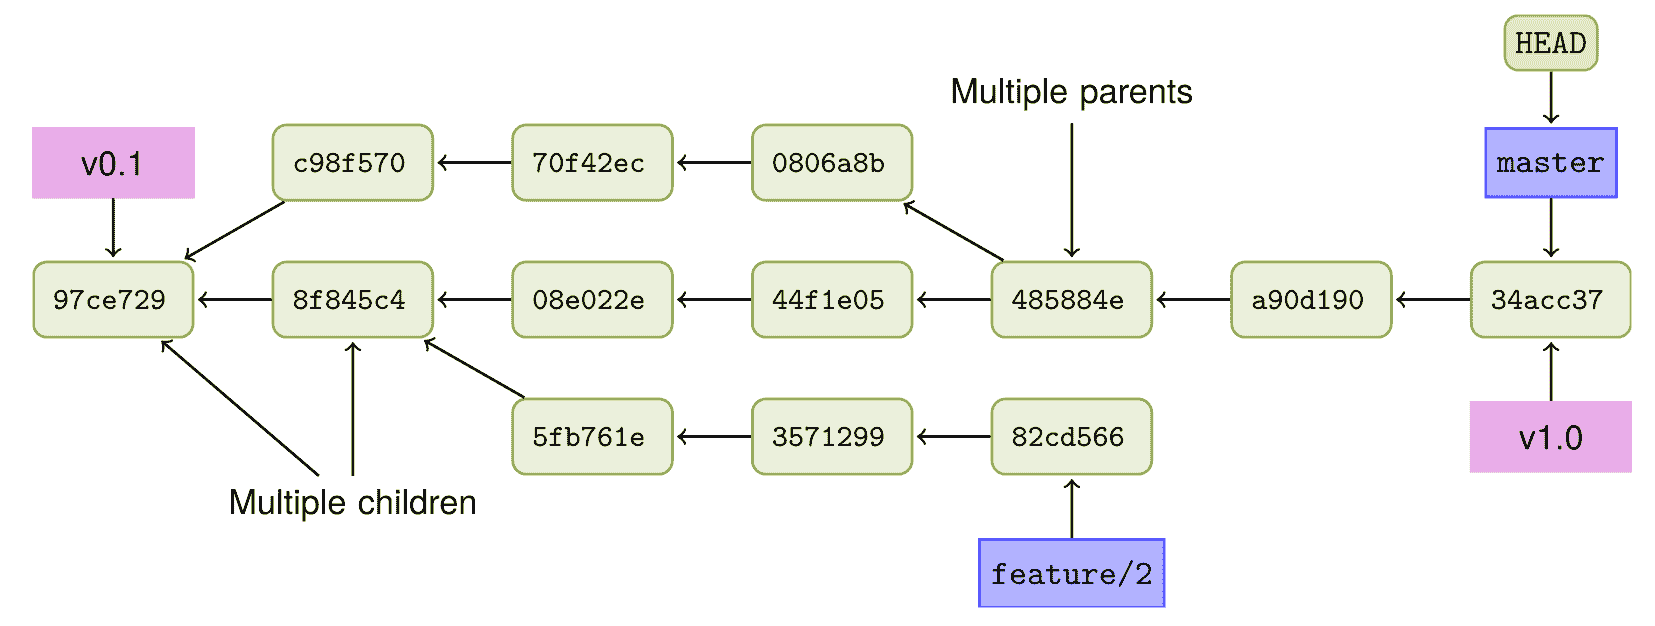 HEAD
Multiple parents
v0.1
c98f570
70f42ec
0806a8b
master
97ce729
8f845c4
08e022e
44f1e05
485884e
a90d190
34acc37
5fb761e
3571299
82cd566
v1.0
Multiple children
feature/2